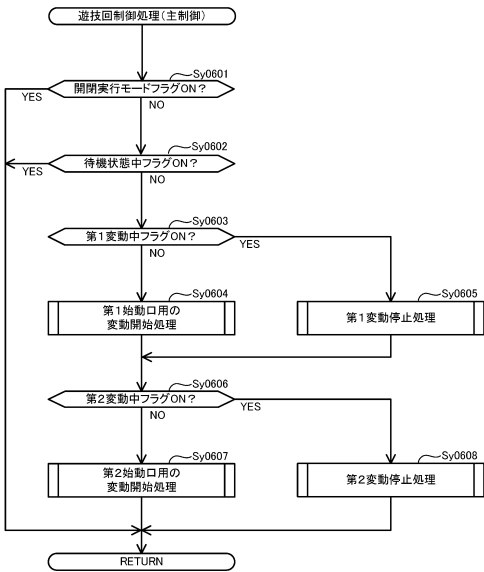 遊技回制御処理（主制御）
Sy0601
開閉実行モードフラグON？
YES
NO
Sy0602
待機状態中フラグON？
YES
NO
Sy0603
第１変動中フラグON？
YES
NO
Sy0604
第１始動口用の
変動開始処理
Sy0605
第１変動停止処理
Sy0606
第２変動中フラグON？
YES
NO
Sy0607
第２始動口用の
変動開始処理
Sy0608
第２変動停止処理
RETURN